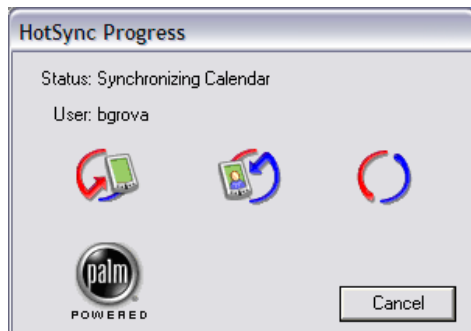 HotSync Progress
Status: Synchronizing Calendar
User: bgrova
palm
POWERED
Cancel